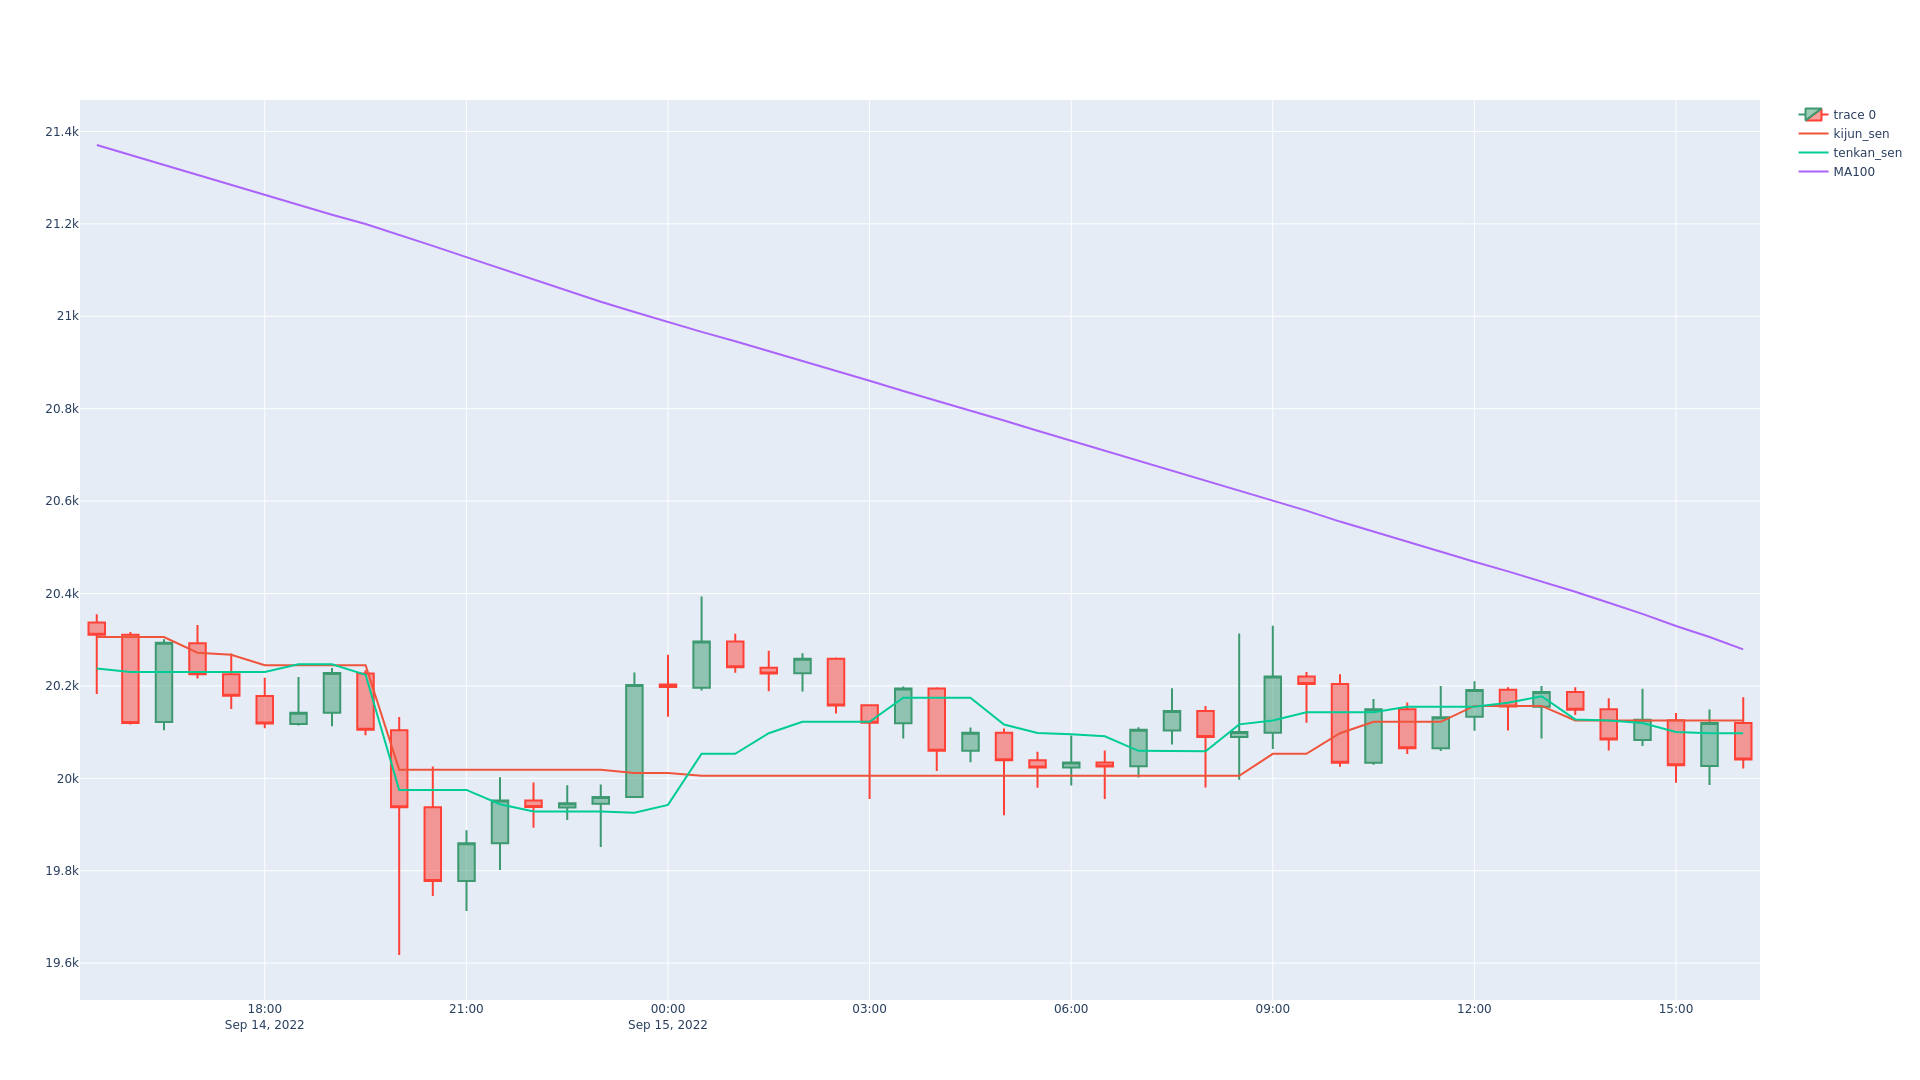 21.4k
21.2k
21k
20.8k
20.6k
20.4k
20.2k
20k
19.8k
19.6k
18:00
Sep 14, 2022
21:00
00:00
Sep 15, 2022
03:00
06:00
09:00
12:00
15:00
trace 0
kijun_sen
tenkan_sen
MA100